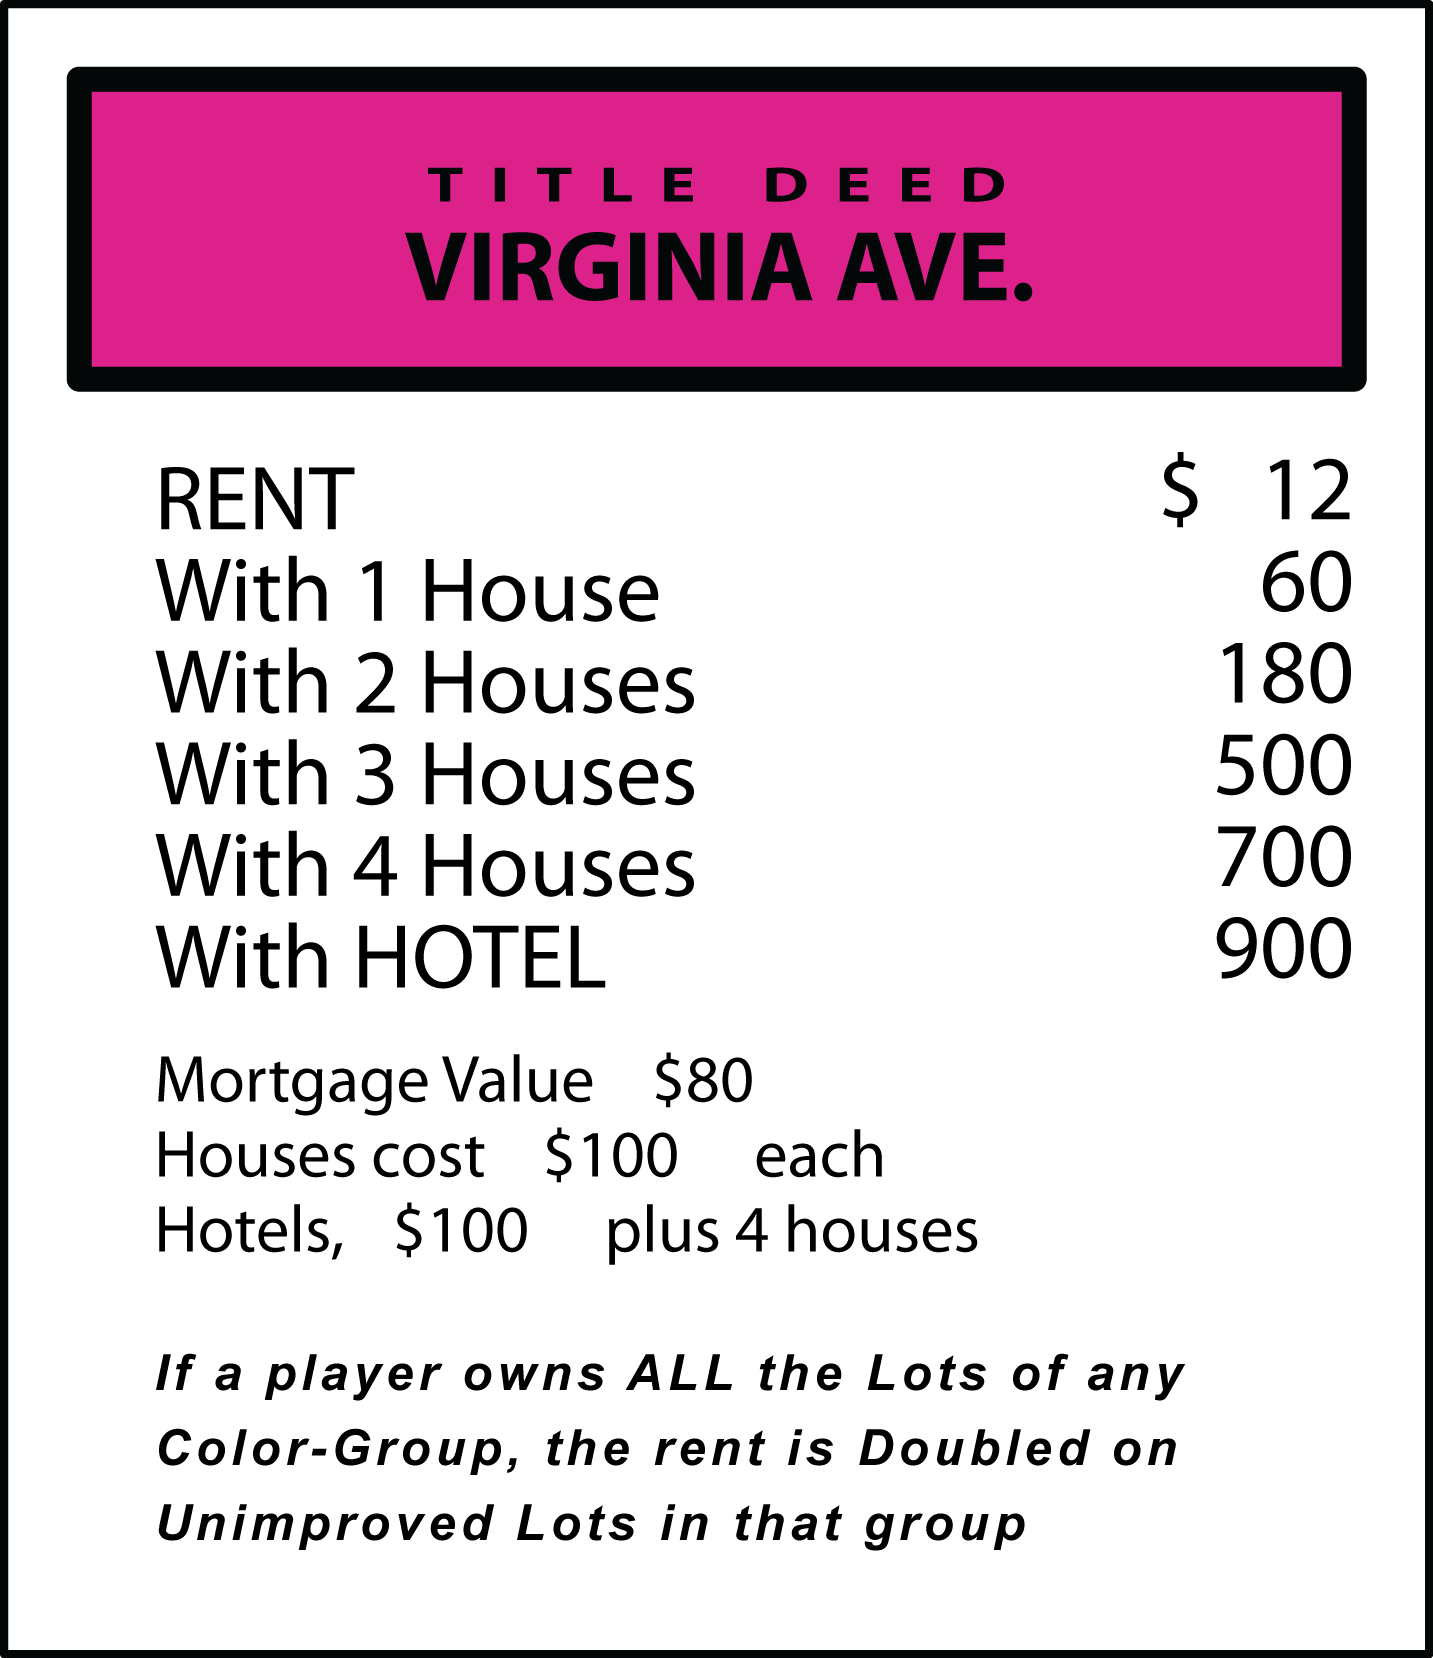 TITLE DEED
VIRGINIA AVE.
RENT $ 12
With 1 House 60
With 2 Houses 180
With 3 Houses 500
With 4 Houses 700
With HOTEL 900
Mortgage Value $80
Houses cost $100 each
Hotels, $100 plus 4 houses
If a player owns ALL the Lots of any
Color-Group, the rent is Doubled on
Unimproved Lots in that group